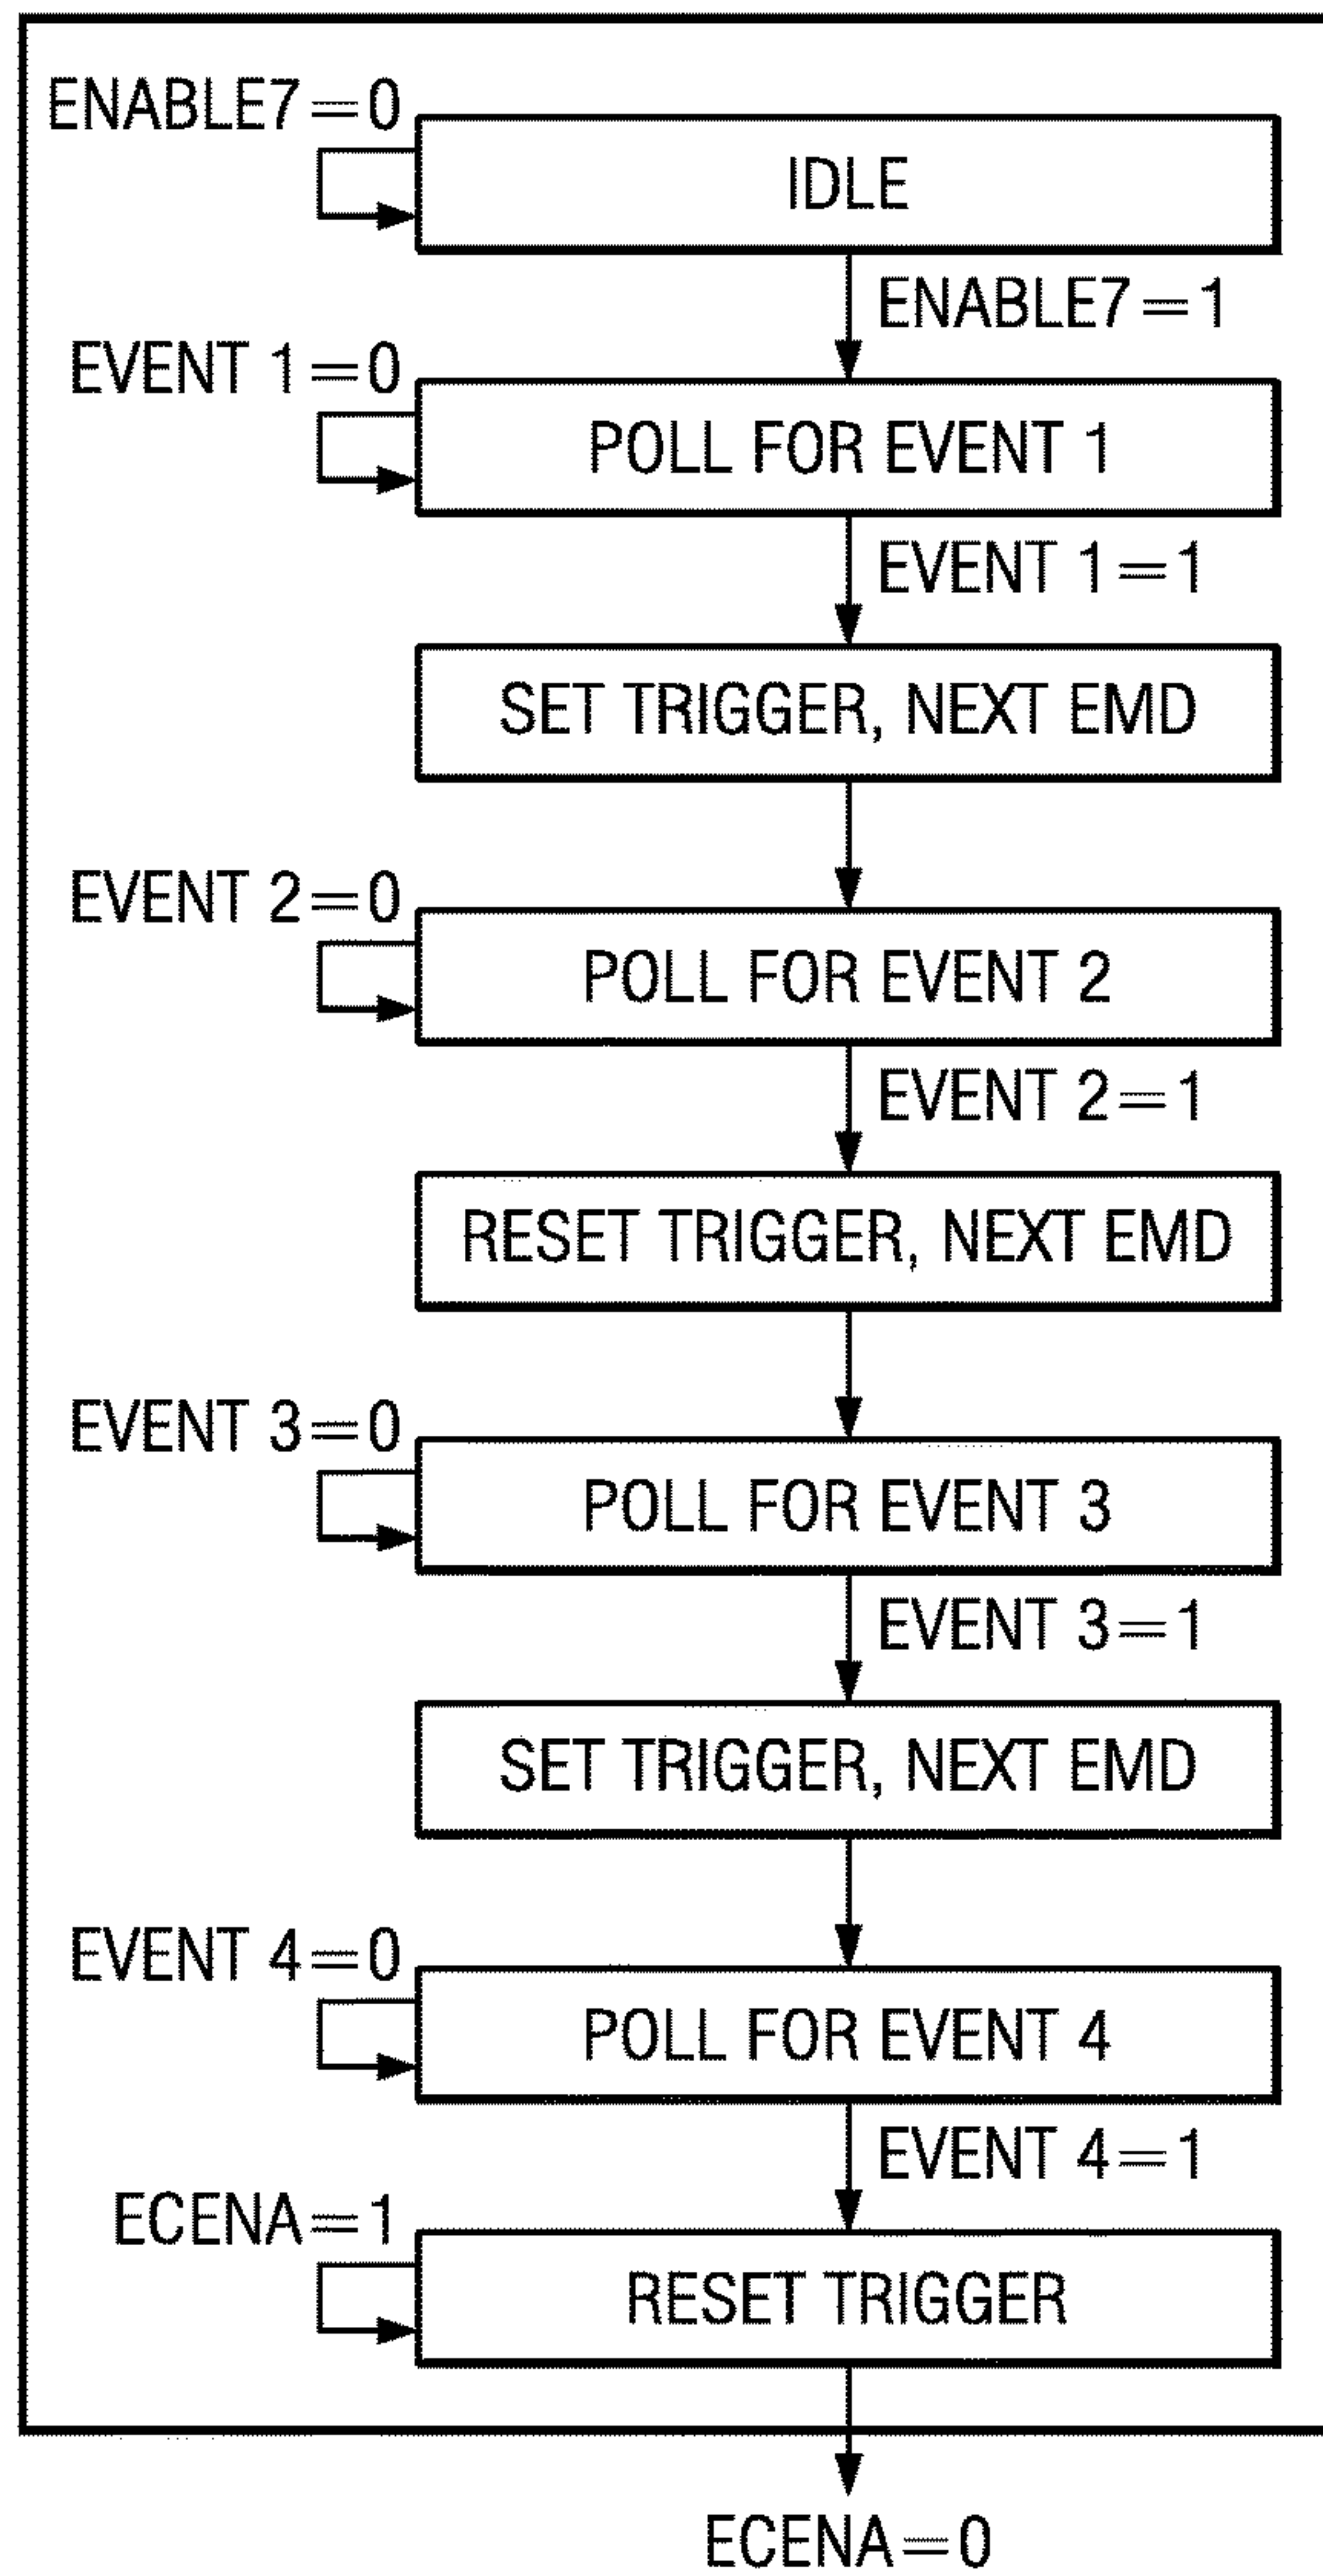 ENABLE7=0
IDLE
ENABLE7=1
EVENT 1=0
POLL FOR EVENT 1
EVENT 1=1
SET TRIGGER, NEXT EMD
EVENT 2=0
POLL FOR EVENT 2
EVENT 2=1
RESET TRIGGER, NEXT EMD
EVENT 3=0
POLL FOR EVENT 3
EVENT 3=1
SET TRIGGER, NEXT EMD
EVENT 4=0
POLL FOR EVENT 4
EVENT 4=1
ECENA=1
RESET TRIGGER
ECENA=0